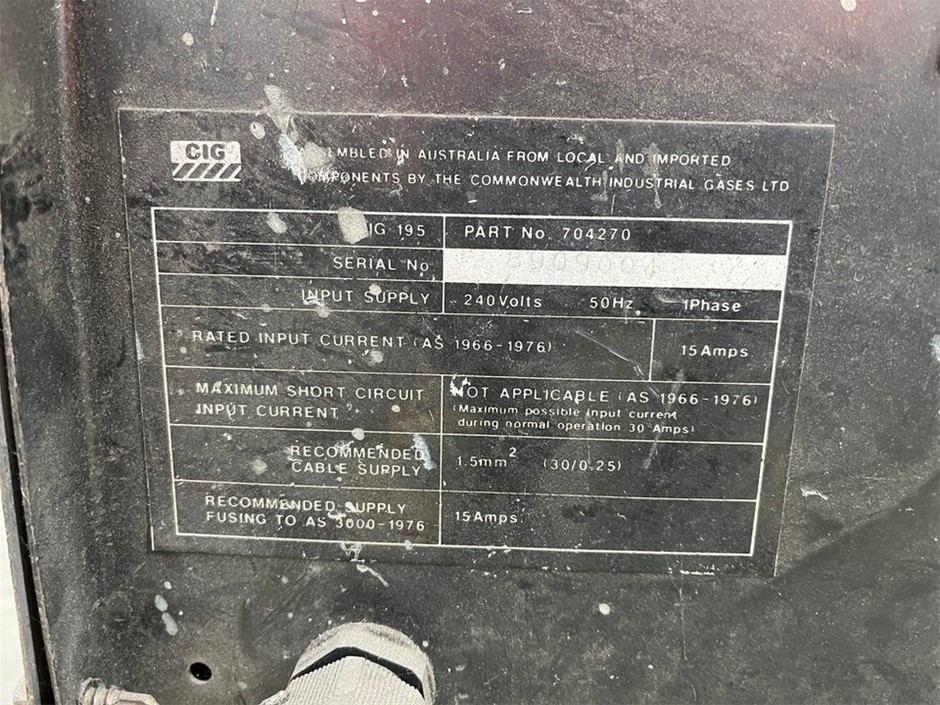 CIG
ASSEMBLED IN AUSTRALIA FROM LOCAL AND IMPORTED
COMPONENTS BY THE COMMONWEALTH INDUSTRIAL GASES LTD
CIG 195 PART No. 704270
SERIAL No.
INPUT SUPPLY 240 Volts 50Hz 1Phase
RATED INPUT CURRENT (AS 1966-1976) 15 Amps
MAXIMUM SHORT CIRCUIT
INPUT CURRENT
NOT APPLICABLE (AS 1966-1976)
(Maximum possible input current
during normal operation 30 Amps)
RECOMMENDED
CABLE SUPPLY
1.5mm² (30/0.25)
RECOMMENDED SUPPLY
FUSING TO AS 3000-1976
15 Amps